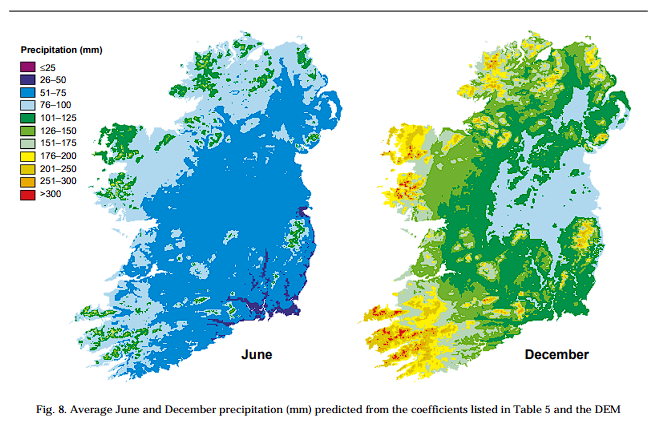 Precipitation (mm)
≤25
26–50
51–75
76–100
101–125
126–150
151–175
176–200
201–250
251–300
>300
June
December
Fig. 8. Average June and December precipitation (mm) predicted from the coefficients listed in Table 5 and the DEM